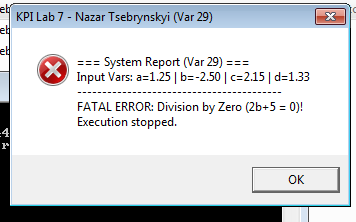 KPI Lab 7 - Nazar Tsebrynskyi (Var 29)
=== System Report (Var 29) ===
Input Vars: a=1.25 | b=-2.50 | c=2.15 | d=1.33
-----------------------------------------
FATAL ERROR: Division by Zero (2b+5 = 0)!
Execution stopped.
OK